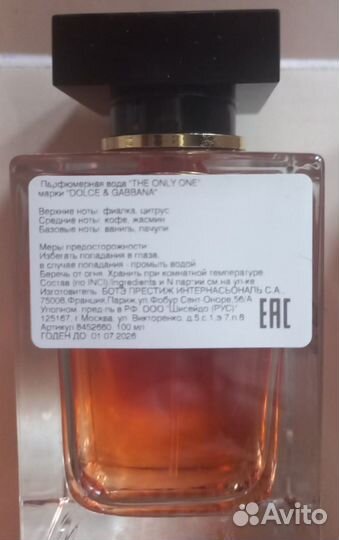 Парфюмерная вода "THE ONLY ONE"
марки "DOLCE & GABBANA"
Верхние ноты: фиалка, цитрус
Средние ноты: кофе, жасмин
Базовые ноты: ваниль, пачули
Меры предосторожности:
Избегать попадания в глаза,
в случае попадания - промыть водой.
Беречь от огня. Хранить при комнатной температуре
Состав (по INCI)/Ingredients и N партии см.на уп-ке
Изготовитель: БОТЭ ПРЕСТИЖ ИНТЕРНАСЬОНАЛЬ С.А.,
75008,Франция,Париж,ул.Фобур Сент-Оноре,56/А
Уполном. пред-ль в РФ: ООО "Шисейдо (РУС)"
125167, г.Москва, ул. Викторенко, д.5 с.1,э.7,п.8
Артикул 8452660, 100 мл
ГОДЕН ДО: 01.07.2026
EAC
Avito